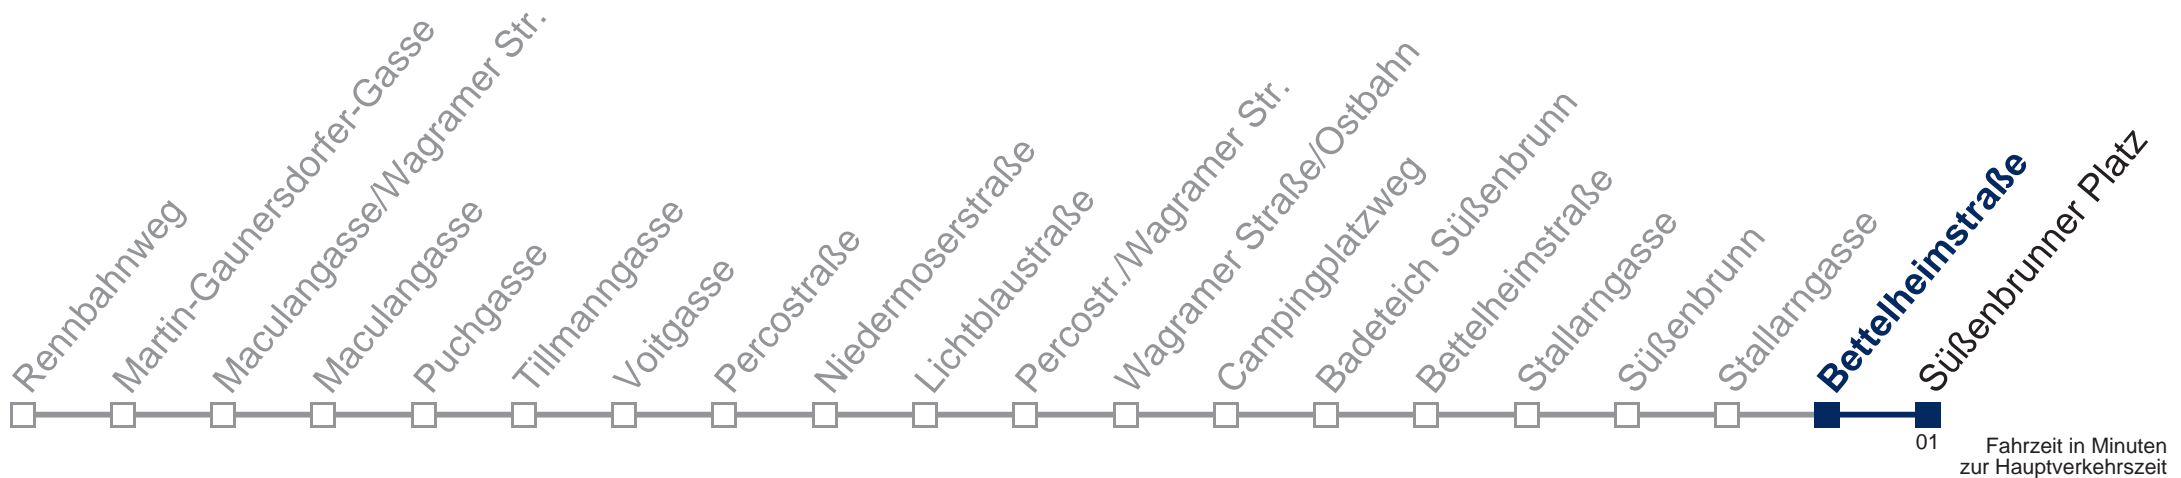 Rennbahnweg
Martin-Gaunersdorfer-Gasse
Maculangasse/Wagramer Str.
Maculangasse
Puchgasse
Tillmanngasse
Voitgasse
Percostraße
Niedermoserstraße
Lichtblaustraße
Percostr./Wagramer Str.
Wagramer Straße/Ostbahn
Campingplatzweg
Badeteich Süßenbrunn
Bettelheimstraße
Stallarngasse
Süßenbrunn
Stallarngasse
Bettelheimstraße
Süßenbrunner Platz
01
Fahrzeit in Minuten
zur Hauptverkehrszeit